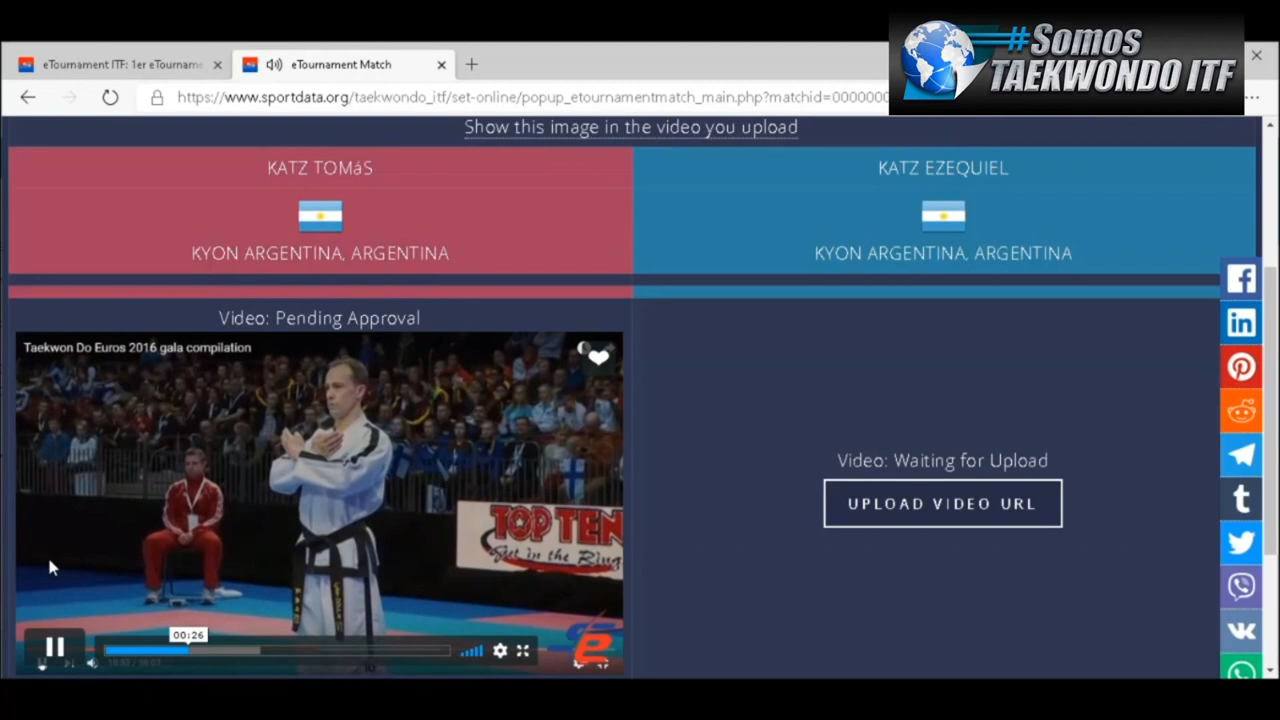 #Somos
TAEKWONDO ITF
eTournament ITF: 1er eTourname
eTournament Match
https://www.sportdata.org/taekwondo_itf/set-online/popup_etournamentmatch_main.php?matchid=0000000
Show this image in the video you upload
KATZ TOMáS
KATZ EZEQUIEL
KYON ARGENTINA, ARGENTINA
KYON ARGENTINA, ARGENTINA
Video: Pending Approval
Taekwon Do Euros 2016 gala compilation
TOP TEN
Get in the Ring
Video: Waiting for Upload
UPLOAD VIDEO URL
00:26